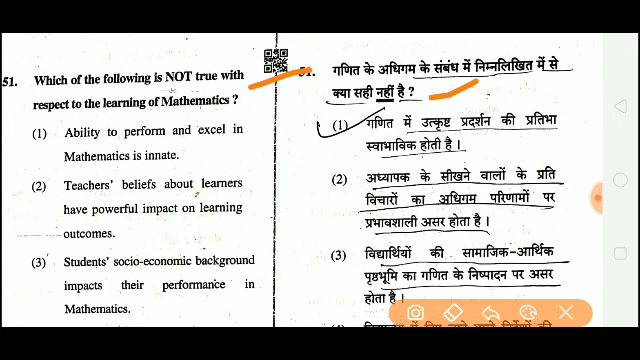 51. Which of the following is NOT true with
respect to the learning of Mathematics ?
(1) Ability to perform and excel in
Mathematics is innate.
(2) Teachers' beliefs about learners
have powerful impact on learning
outcomes.
(3) Students' socio-economic background
impacts their performance in
Mathematics.
51. गणित के अधिगम के संबंध में निम्नलिखित में से
क्या सही नहीं है ?
(1) गणित में उत्कृष्ट प्रदर्शन की प्रतिभा
स्वाभाविक होती है ।
(2) अध्यापक के सीखने वालों के प्रति
विचारों का अधिगम परिणामों पर
प्रभावशाली असर होता है ।
(3) विद्यार्थियों की सामाजिक-आर्थिक
पृष्ठभूमि का गणित के निष्पादन पर असर
होता है ।